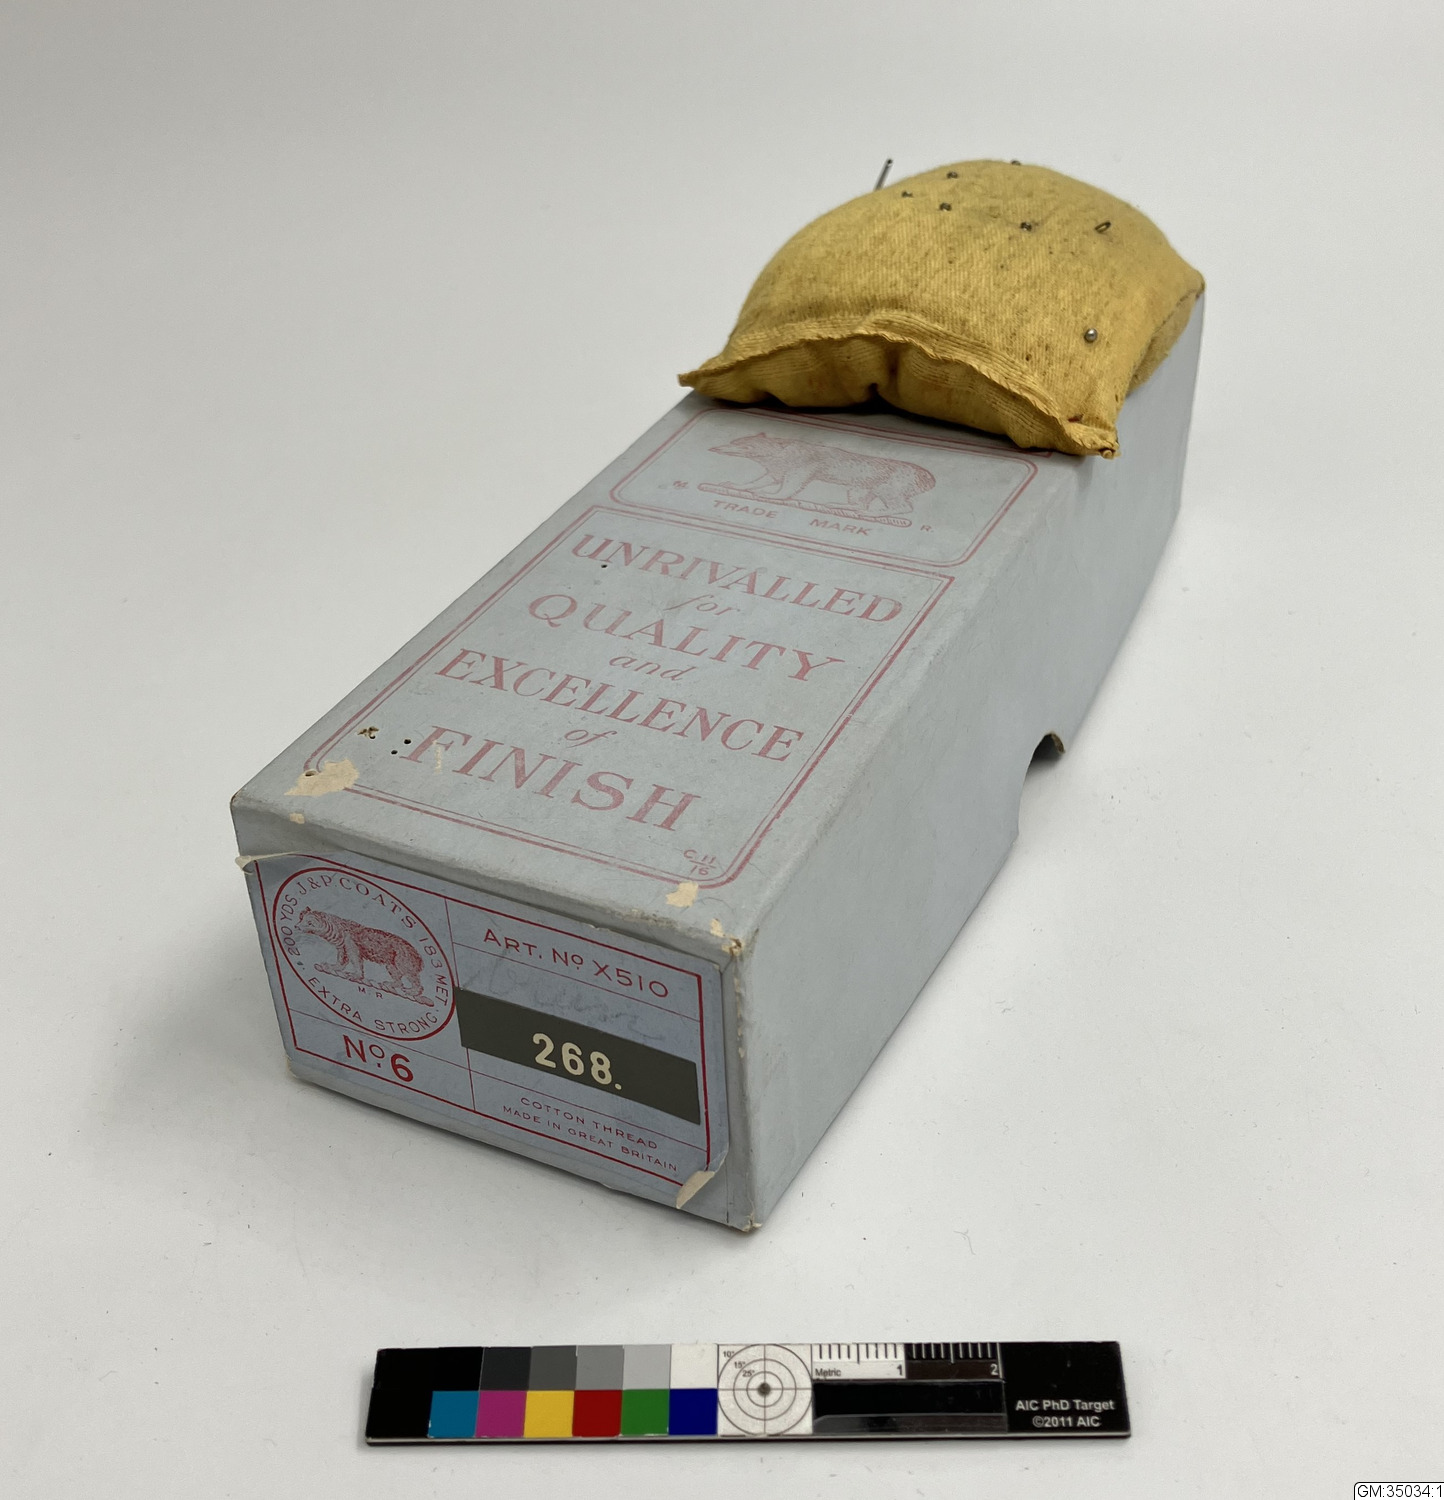 M. R.
TRADE MARK
UNRIVALLED
for
QUALITY
and
EXCELLENCE
of
FINISH
C.11
16
J&P. COATS. 183 MET.
200 YDS
EXTRA STRONG
M R
No. 6
ART. No. X510
268.
COTTON THREAD
MADE IN GREAT BRITAIN
10°
15°
25°
Metric 1 2
AIC PhD Target
©2011 AIC
GM:35034:1